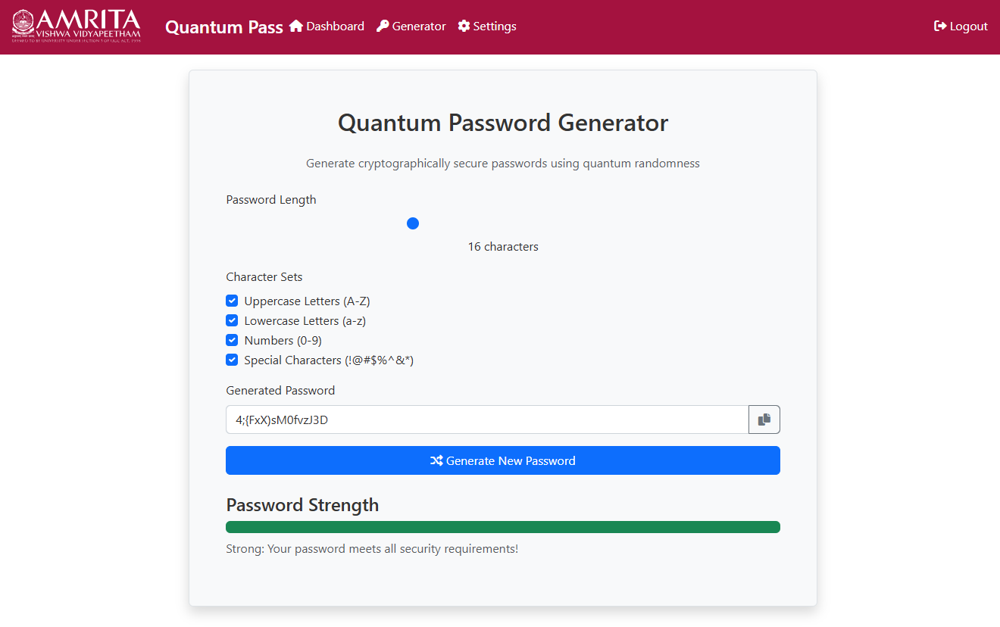 AMRITA
VISHWA VIDYAPEETHAM
DEEMED TO BE UNIVERSITY UNDER SECTION 3 OF UGC ACT, 1956
Quantum Pass Dashboard Generator Settings Logout
Quantum Password Generator
Generate cryptographically secure passwords using quantum randomness
Password Length
16 characters
Character Sets
Uppercase Letters (A-Z)
Lowercase Letters (a-z)
Numbers (0-9)
Special Characters (!@#$%^&*)
Generated Password
4;{FxX)sM0fvzJ3D
Generate New Password
Password Strength
Strong: Your password meets all security requirements!